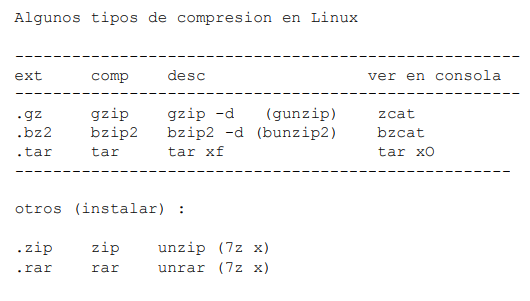 Algunos tipos de compresion en Linux
--------------------------------------------------------
ext comp desc ver en consola
--------------------------------------------------------
.gz gzip gzip -d (gunzip) zcat
.bz2 bzip2 bzip2 -d (bunzip2) bzcat
.tar tar tar xf tar xO
----------------------------------------------------
otros (instalar) :
.zip zip unzip (7z x)
.rar rar unrar (7z x)